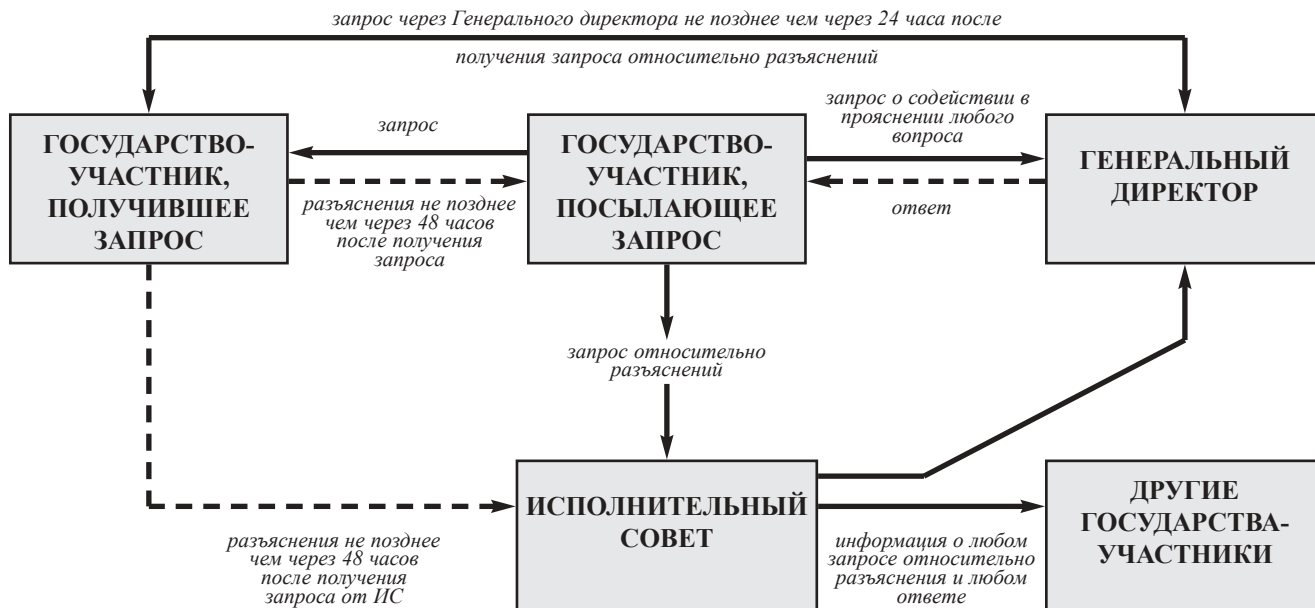 запрос через Генерального директора не позднее чем через 24 часа после
получения запроса относительно разъяснений
ГОСУДАРСТВО-
УЧАСТНИК,
ПОЛУЧИВШЕЕ
ЗАПРОС
запрос
разъяснения не позднее
чем через 48 часов
после получения
запроса
ГОСУДАРСТВО-
УЧАСТНИК,
ПОСЫЛАЮЩЕЕ
ЗАПРОС
запрос о содействии в
прояснении любого
вопроса
ответ
ГЕНЕРАЛЬНЫЙ
ДИРЕКТОР
запрос относительно
разъяснений
разъяснения не позднее
чем через 48 часов
после получения
запроса от ИС
ИСПОЛНИТЕЛЬНЫЙ
СОВЕТ
информация о любом
запросе относительно
разъяснения и любом
ответе
ДРУГИЕ
ГОСУДАРСТВА-
УЧАСТНИКИ